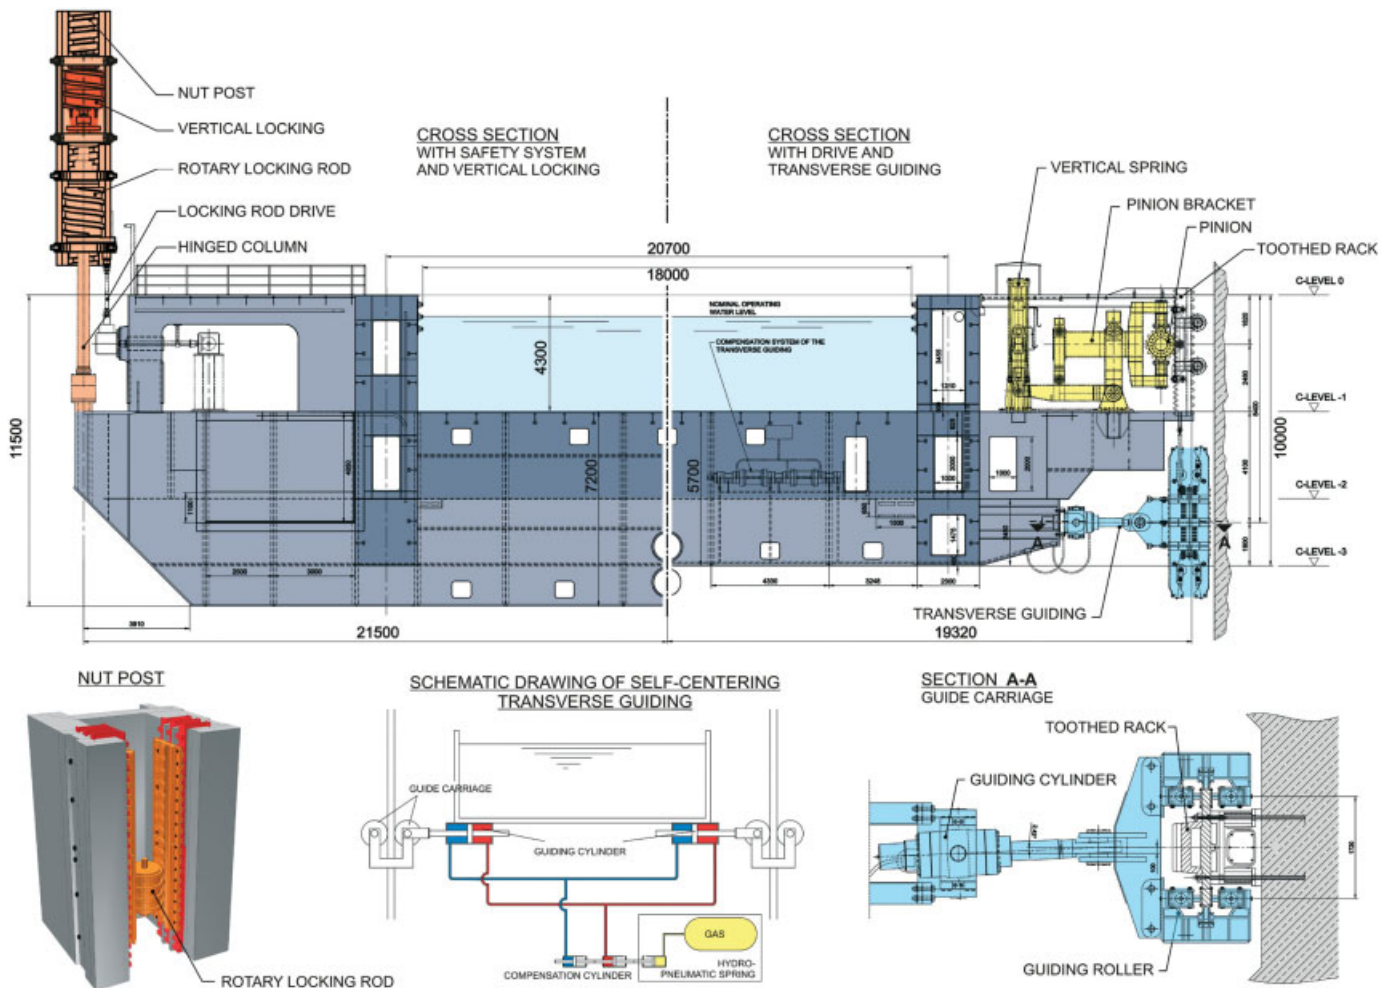 NUT POST
VERTICAL LOCKING
ROTARY LOCKING ROD
LOCKING ROD DRIVE
HINGED COLUMN
CROSS SECTION
WITH SAFETY SYSTEM
AND VERTICAL LOCKING
CROSS SECTION
WITH DRIVE AND
TRANSVERSE GUIDING
VERTICAL SPRING
PINION BRACKET
PINION
TOOTHED RACK
20700
18000
NOMINAL OPERATING
WATER LEVEL
COMPENSATION SYSTEM OF THE
TRANSVERSE GUIDING
4300
11500
7200
5700
10000
C-LEVEL 0
C-LEVEL -1
C-LEVEL -2
C-LEVEL -3
A
A
TRANSVERSE GUIDING
21500
19320
NUT POST
ROTARY LOCKING ROD
SCHEMATIC DRAWING OF SELF-CENTERING
TRANSVERSE GUIDING
GUIDE CARRIAGE
GUIDING CYLINDER
COMPENSATION CYLINDER
GAS
HYDRO-
PNEUMATIC SPRING
SECTION A-A
GUIDE CARRIAGE
TOOTHED RACK
GUIDING CYLINDER
GUIDING ROLLER